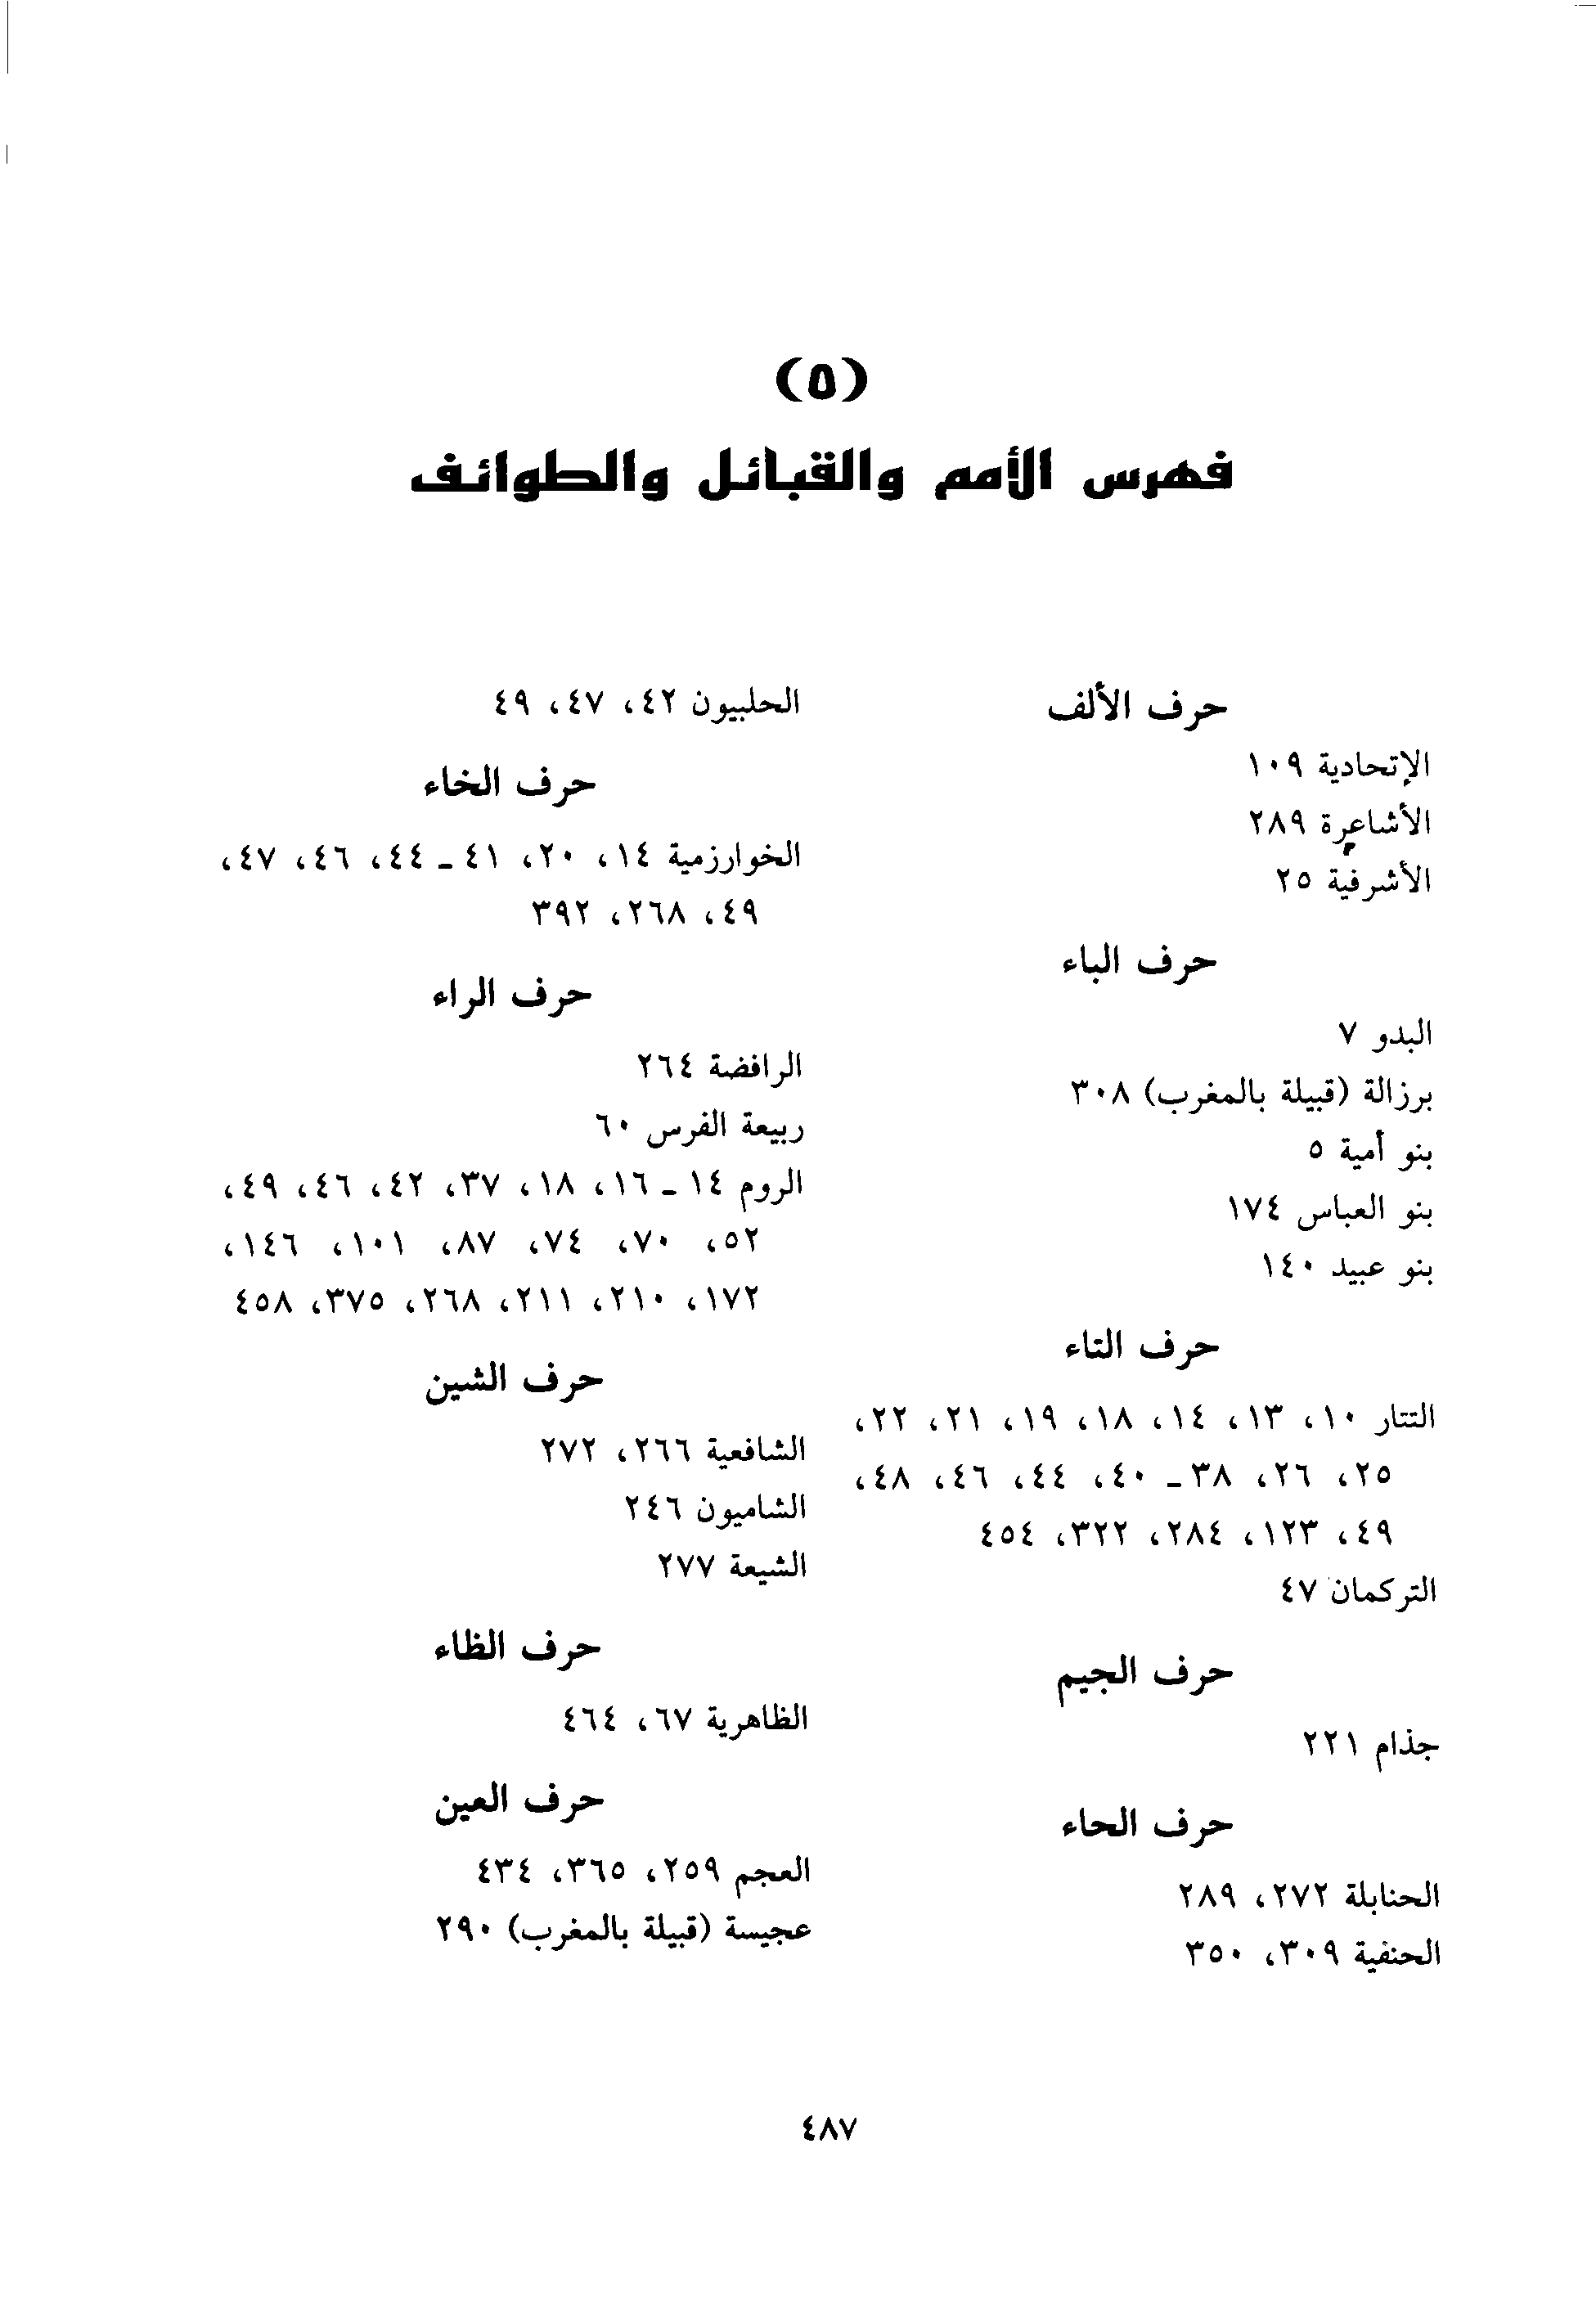 (٥)
فهرس الأمم والقبائل والطوائف
حرف الألف
الإتحادية ١٠٩
الأشاعرة ٢٨٩
الأشرفية ٢٥
حرف الباء
البدو ٧
برزالة (قبيلة بالمغرب) ٣٠٨
بنو أمية ٥
بنو العباس ١٧٤
بنو عبيد ١٤٠
حرف التاء
التتار ١٠، ١٣، ١٤، ١٨، ١٩، ٢١، ٢٢،
٢٥، ٢٦، ٣٨ - ٤٠، ٤٤، ٤٦، ٤٨،
٤٩، ١٢٣، ٢٨٤، ٣٢٢، ٤٥٤
التركمان ٤٧
حرف الجيم
جذام ٢٢١
حرف الحاء
الحنابلة ٢٧٢، ٢٨٩
الحنفية ٣٠٩، ٣٥٠
الحلبيون ٤٢، ٤٧، ٤٩
حرف الخاء
الخوارزمية ١٤، ٢٠، ٤١ - ٤٤، ٤٦، ٤٧،
٤٩، ٢٦٨، ٣٩٢
حرف الراء
الرافضة ٢٦٤
ربيعة الفرس ٦٠
الروم ١٤ - ١٦، ١٨، ٣٧، ٤٢، ٤٦، ٤٩،
٥٢، ٧٠، ٧٤، ٨٧، ١٠١، ١٤٦،
١٧٢، ٢١٠، ٢١١، ٢٦٨، ٣٧٥، ٤٥٨
حرف الشين
الشافعية ٢٦٦، ٢٧٢
الشاميون ٢٤٦
الشيعة ٢٧٧
حرف الظاء
الظاهرية ٦٧، ٤٦٤
حرف العين
العجم ٢٥٩، ٣٦٥، ٤٣٤
عجيسة (قبيلة بالمغرب) ٢٩٠
٤٨٧